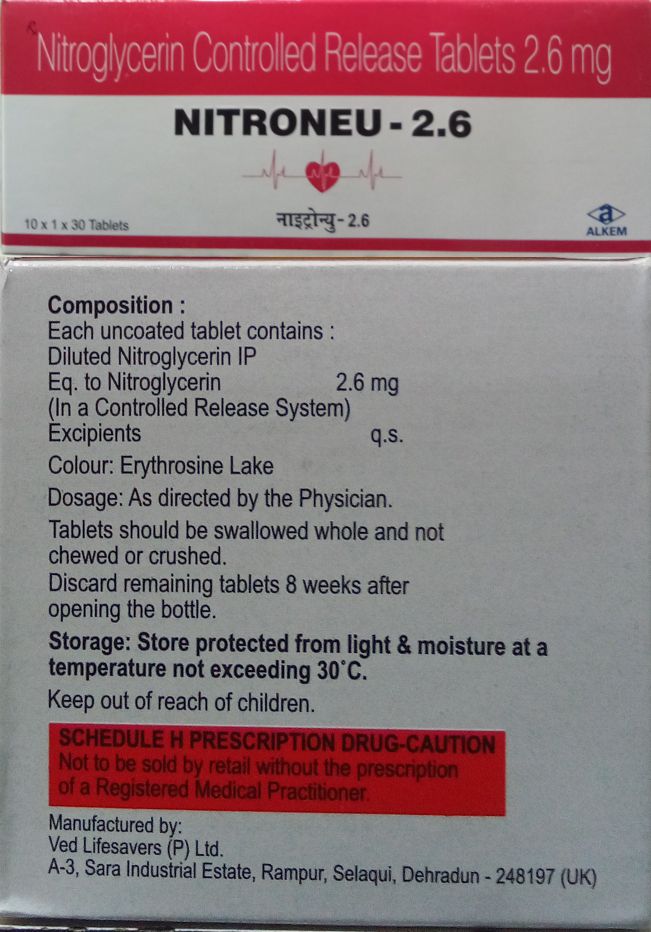 Rx
Nitroglycerin Controlled Release Tablets 2.6 mg
NITRONEU - 2.6
10 x 1 x 30 Tablets
नाइट्रोन्यु - 2.6
a
ALKEM
Composition :
Each uncoated tablet contains :
Diluted Nitroglycerin IP
Eq. to Nitroglycerin 2.6 mg
(In a Controlled Release System)
Excipients q.s.
Colour: Erythrosine Lake
Dosage: As directed by the Physician.
Tablets should be swallowed whole and not
chewed or crushed.
Discard remaining tablets 8 weeks after
opening the bottle.
Storage: Store protected from light & moisture at a
temperature not exceeding 30˚C.
Keep out of reach of children.
SCHEDULE H PRESCRIPTION DRUG-CAUTION
Not to be sold by retail without the prescription
of a Registered Medical Practitioner.
Manufactured by:
Ved Lifesavers (P) Ltd.
A-3, Sara Industrial Estate, Rampur, Selaqui, Dehradun - 248197 (UK)